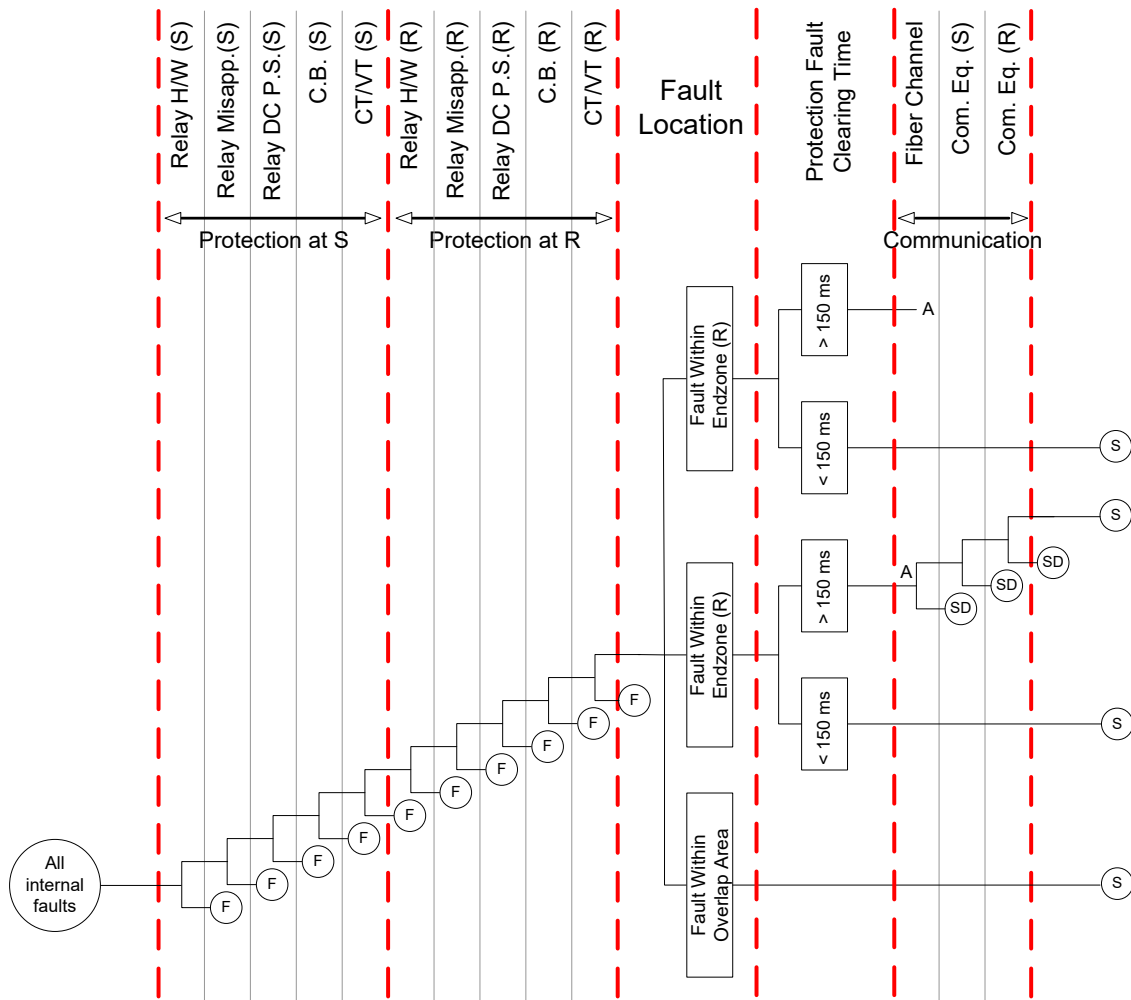 Relay H/W (S)
Relay Misapp.(S)
Relay DC P.S.(S)
C.B. (S)
CT/VT (S)
Relay H/W (R)
Relay Misapp.(R)
Relay DC P.S.(R)
C.B. (R)
CT/VT (R)
Fault
Location
Protection Fault
Clearing Time
Fiber Channel
Com. Eq. (S)
Com. Eq. (R)
Protection at S
Protection at R
Communication
Fault Within
Endzone (R)
> 150 ms
A
< 150 ms
S
Fault Within
Endzone (R)
> 150 ms
A
S
SD
SD
SD
< 150 ms
S
Fault Within
Overlap Area
S
F
F
F
F
F
F
F
F
F
F
All
internal
faults